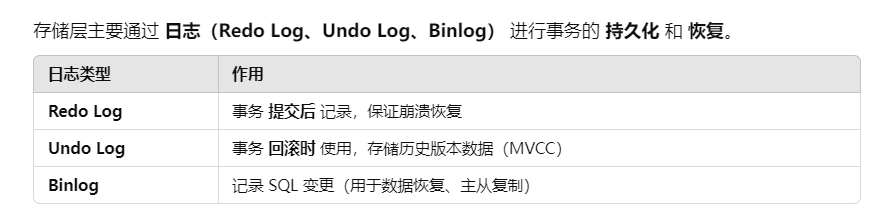 存储层主要通过 日志（Redo Log、Undo Log、Binlog） 进行事务的 持久化 和 恢复。
日志类型 作用
Redo Log 事务 提交后 记录，保证崩溃恢复
Undo Log 事务 回滚时 使用，存储历史版本数据（MVCC）
Binlog 记录 SQL 变更（用于数据恢复、主从复制）